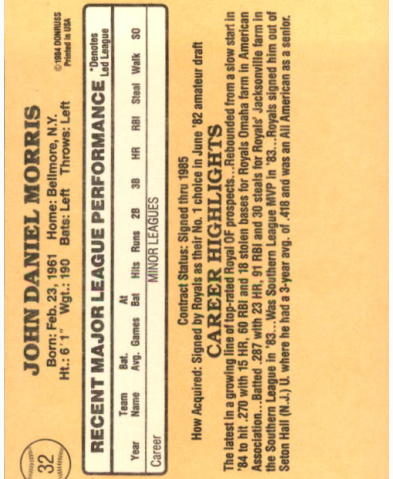 32
JOHN DANIEL MORRIS
Born: Feb. 23, 1961 Home: Bellmore, N.Y.
Ht.: 6'1" Wgt.: 190 Bats: Left Throws: Left
©1984 DONRUSS
Printed in USA
RECENT MAJOR LEAGUE PERFORMANCE
*Denotes
Led League
Year Team Name Bat. Avg. Games At Bat Hits Runs 2B 3B HR RBI Steal Walk SO
Career MINOR LEAGUES
Contract Status: Signed thru 1985
How Acquired: Signed by Royals as their No. 1 choice in June '82 amateur draft
CAREER HIGHLIGHTS
The latest in a growing line of top-rated Royal OF prospects...Rebounded from a slow start in
'84 to hit .270 with 15 HR, 60 RBI and 18 stolen bases for Royals Omaha farm in American
Association...Batted .287 with 23 HR, 91 RBI and 30 steals for Royals' Jacksonville farm in
the Southern League in '83...Was Southern League MVP in '83...Royals signed him out of
Seton Hall (N.J.) U. where he had a 3-year avg. of .418 and was an All American as a senior.